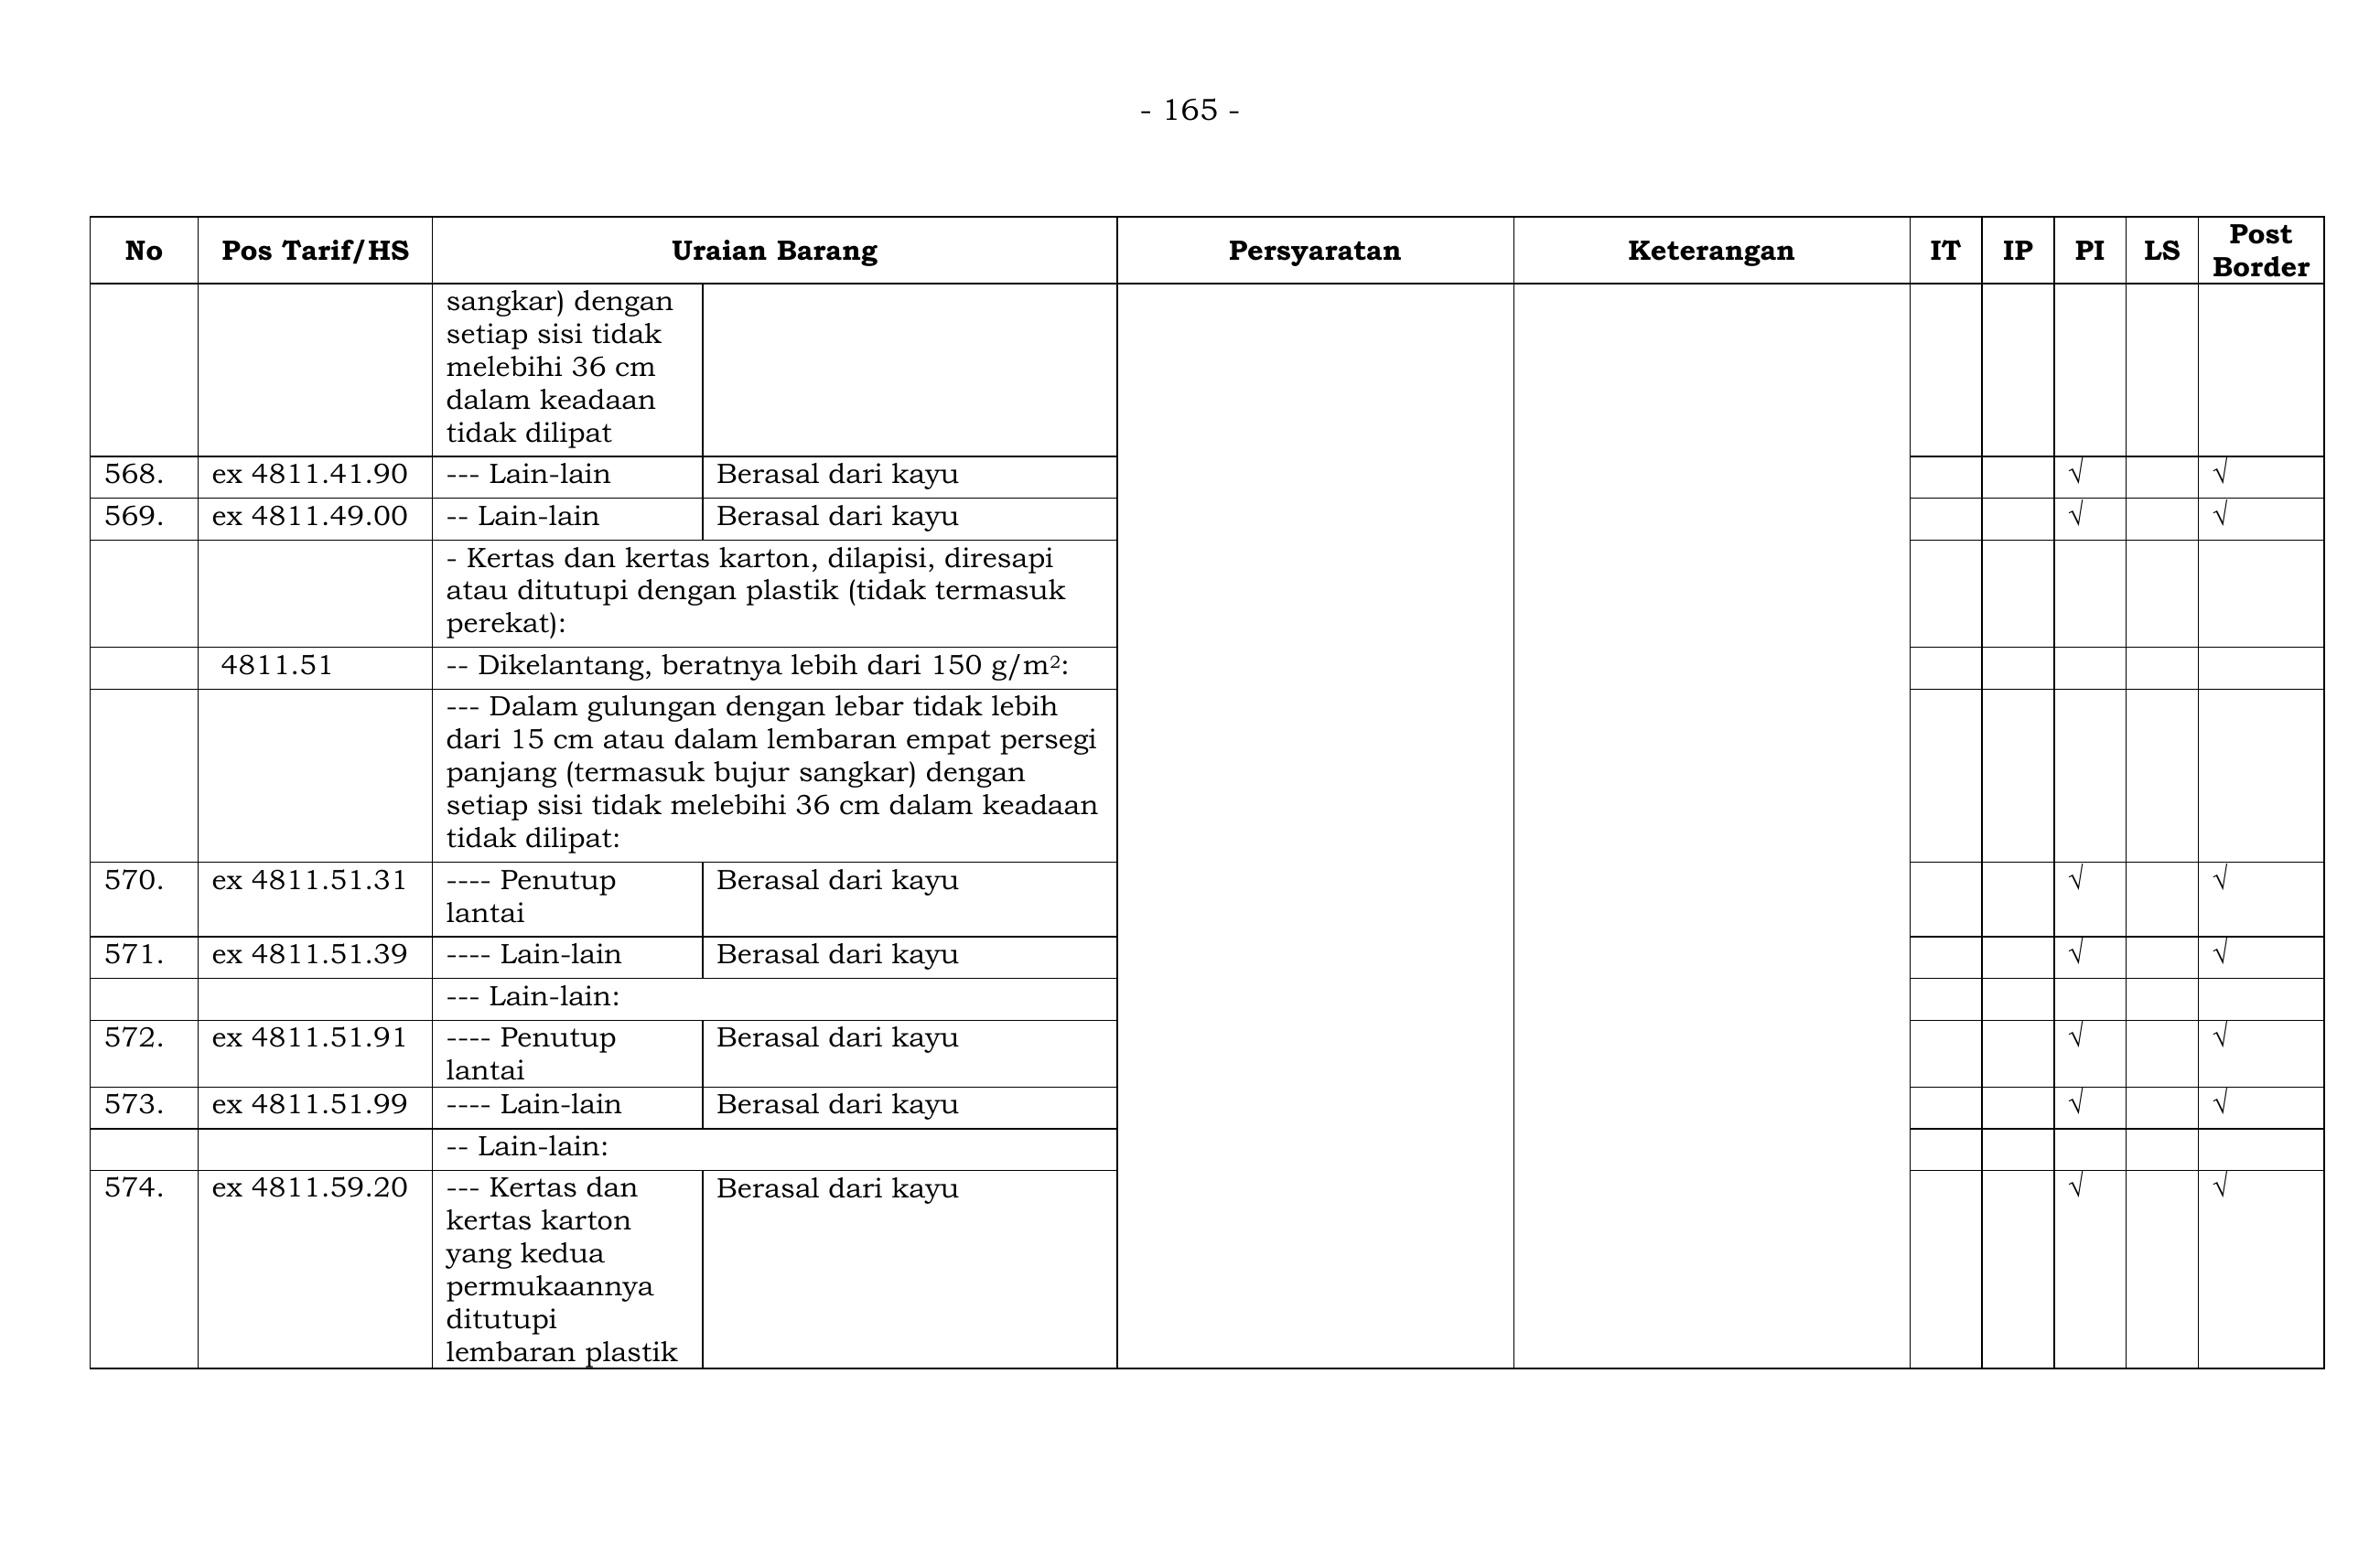 - 165 -
No Pos Tarif/HS Uraian Barang Persyaratan Keterangan IT IP PI LS Post Border
sangkar) dengan
setiap sisi tidak
melebihi 36 cm
dalam keadaan
tidak dilipat
568. ex 4811.41.90 --- Lain-lain Berasal dari kayu √ √
569. ex 4811.49.00 -- Lain-lain Berasal dari kayu √ √
- Kertas dan kertas karton, dilapisi, diresapi
atau ditutupi dengan plastik (tidak termasuk
perekat):
4811.51 -- Dikelantang, beratnya lebih dari 150 g/m²:
--- Dalam gulungan dengan lebar tidak lebih
dari 15 cm atau dalam lembaran empat persegi
panjang (termasuk bujur sangkar) dengan
setiap sisi tidak melebihi 36 cm dalam keadaan
tidak dilipat:
570. ex 4811.51.31 ---- Penutup Berasal dari kayu √ √
lantai
571. ex 4811.51.39 ---- Lain-lain Berasal dari kayu √ √
--- Lain-lain:
572. ex 4811.51.91 ---- Penutup Berasal dari kayu √ √
lantai
573. ex 4811.51.99 ---- Lain-lain Berasal dari kayu √ √
-- Lain-lain:
574. ex 4811.59.20 --- Kertas dan Berasal dari kayu √ √
kertas karton
yang kedua
permukaannya
ditutupi
lembaran plastik